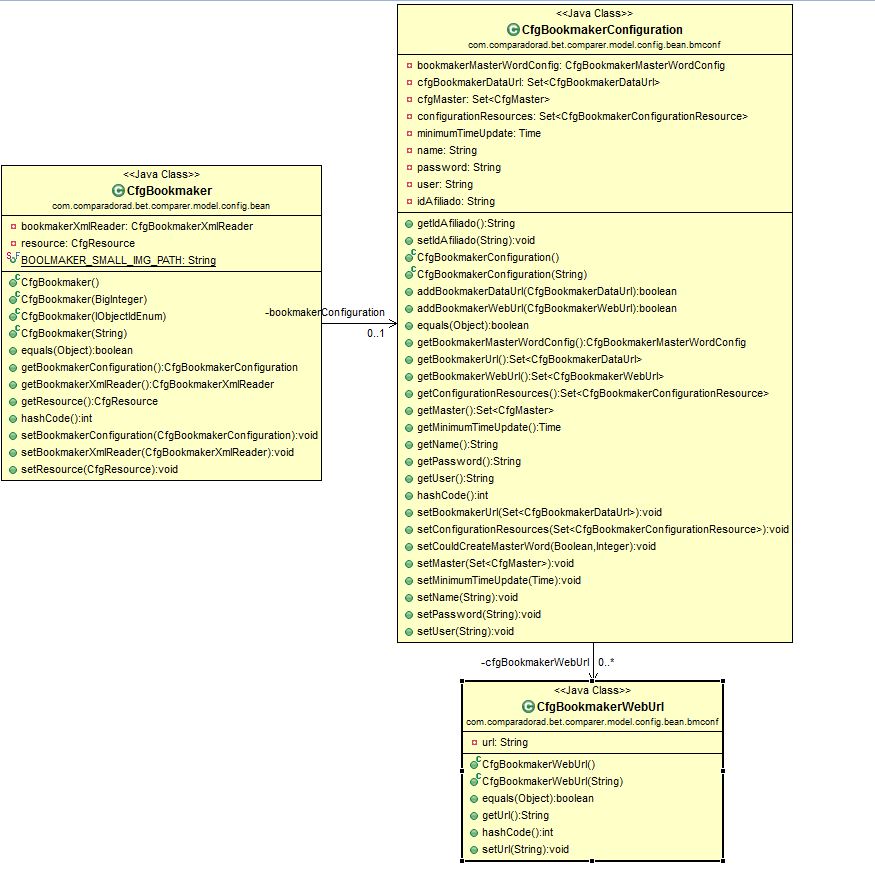 <<Java Class>>
CfgBookmakerConfiguration
com.comparadorad.bet.comparer.model.config.bean.bmconf
bookmakerMasterWordConfig: CfgBookmakerMasterWordConfig
cfgBookmakerDataUrl: Set<CfgBookmakerDataUrl>
cfgMaster: Set<CfgMaster>
configurationResources: Set<CfgBookmakerConfigurationResource>
minimumTimeUpdate: Time
name: String
password: String
user: String
idAfiliado: String
getIdAfiliado():String
setIdAfiliado(String):void
CfgBookmakerConfiguration()
CfgBookmakerConfiguration(String)
addBookmakerDataUrl(CfgBookmakerDataUrl):boolean
addBookmakerWebUrl(CfgBookmakerWebUrl):boolean
equals(Object):boolean
getBookmakerMasterWordConfig():CfgBookmakerMasterWordConfig
getBookmakerUrl():Set<CfgBookmakerDataUrl>
getBookmakerWebUrl():Set<CfgBookmakerWebUrl>
getConfigurationResources():Set<CfgBookmakerConfigurationResource>
getMaster():Set<CfgMaster>
getMinimumTimeUpdate():Time
getName():String
getPassword():String
getUser():String
hashCode():int
setBookmakerUrl(Set<CfgBookmakerDataUrl>):void
setConfigurationResources(Set<CfgBookmakerConfigurationResource>):void
setCouldCreateMasterWord(Boolean,Integer):void
setMaster(Set<CfgMaster>):void
setMinimumTimeUpdate(Time):void
setName(String):void
setPassword(String):void
setUser(String):void
<<Java Class>>
CfgBookmaker
com.comparadorad.bet.comparer.model.config.bean
bookmakerXmlReader: CfgBookmakerXmlReader
resource: CfgResource
BOOLMAKER_SMALL_IMG_PATH: String
CfgBookmaker()
CfgBookmaker(BigInteger)
CfgBookmaker(IObjectIdEnum)
CfgBookmaker(String)
equals(Object):boolean
getBookmakerConfiguration():CfgBookmakerConfiguration
getBookmakerXmlReader():CfgBookmakerXmlReader
getResource():CfgResource
hashCode():int
setBookmakerConfiguration(CfgBookmakerConfiguration):void
setBookmakerXmlReader(CfgBookmakerXmlReader):void
setResource(CfgResource):void
-bookmakerConfiguration
0..1
-cfgBookmakerWebUrl 0..*
<<Java Class>>
CfgBookmakerWebUrl
com.comparadorad.bet.comparer.model.config.bean.bmconf
url: String
CfgBookmakerWebUrl()
CfgBookmakerWebUrl(String)
equals(Object):boolean
getUrl():String
hashCode():int
setUrl(String):void